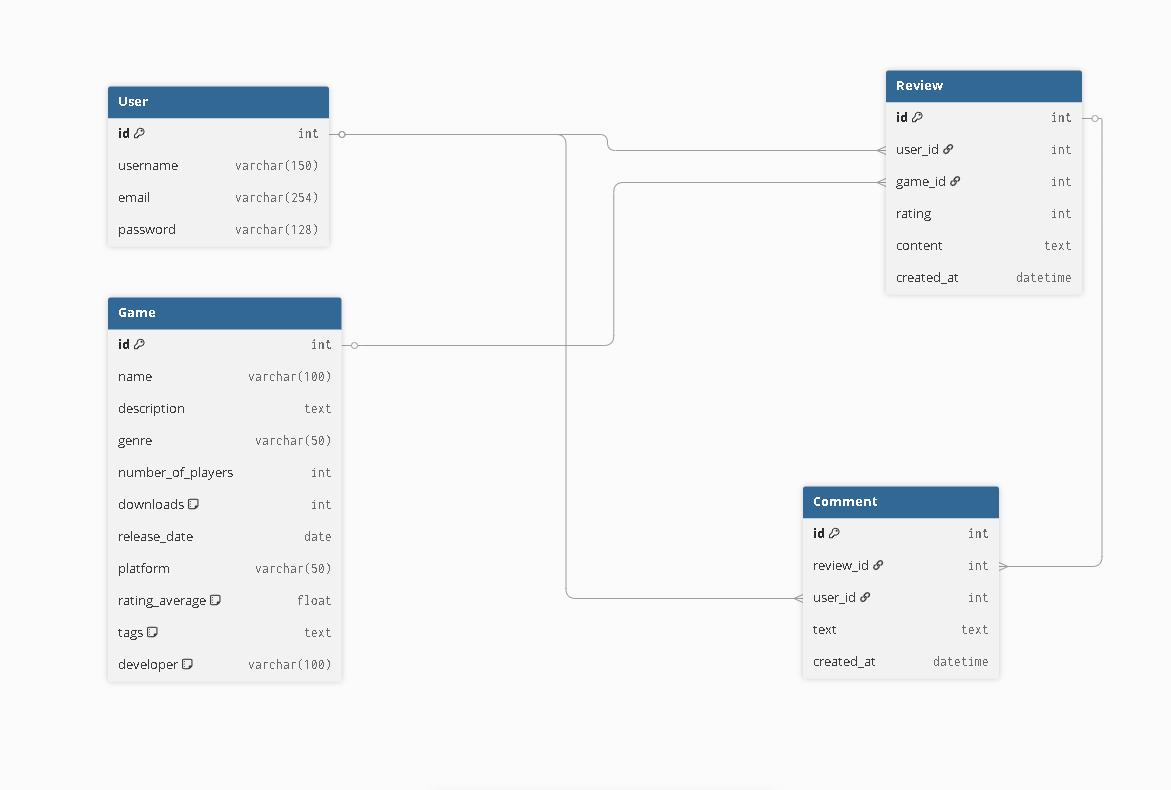 User
id int
username varchar(150)
email varchar(254)
password varchar(128)
Game
id int
name varchar(100)
description text
genre varchar(50)
number_of_players int
downloads int
release_date date
platform varchar(50)
rating_average float
tags text
developer varchar(100)
Review
id int
user_id int
game_id int
rating int
content text
created_at datetime
Comment
id int
review_id int
user_id int
text text
created_at datetime